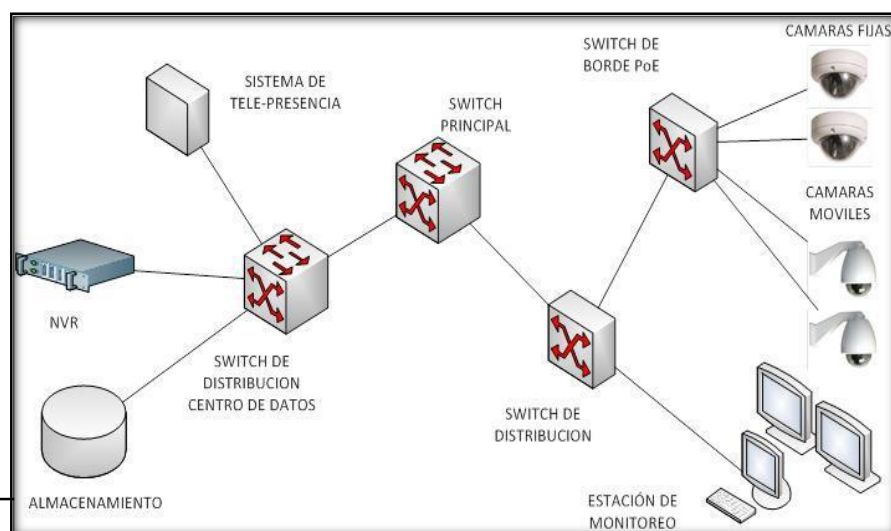 CAMARAS FIJAS
SWITCH DE
BORDE PoE
SISTEMA DE
TELE-PRESENCIA
SWITCH
PRINCIPAL
CAMARAS
MOVILES
NVR
SWITCH DE
DISTRIBUCION
CENTRO DE DATOS
SWITCH DE
DISTRIBUCION
ALMACENAMIENTO
ESTACIÓN DE
MONITOREO